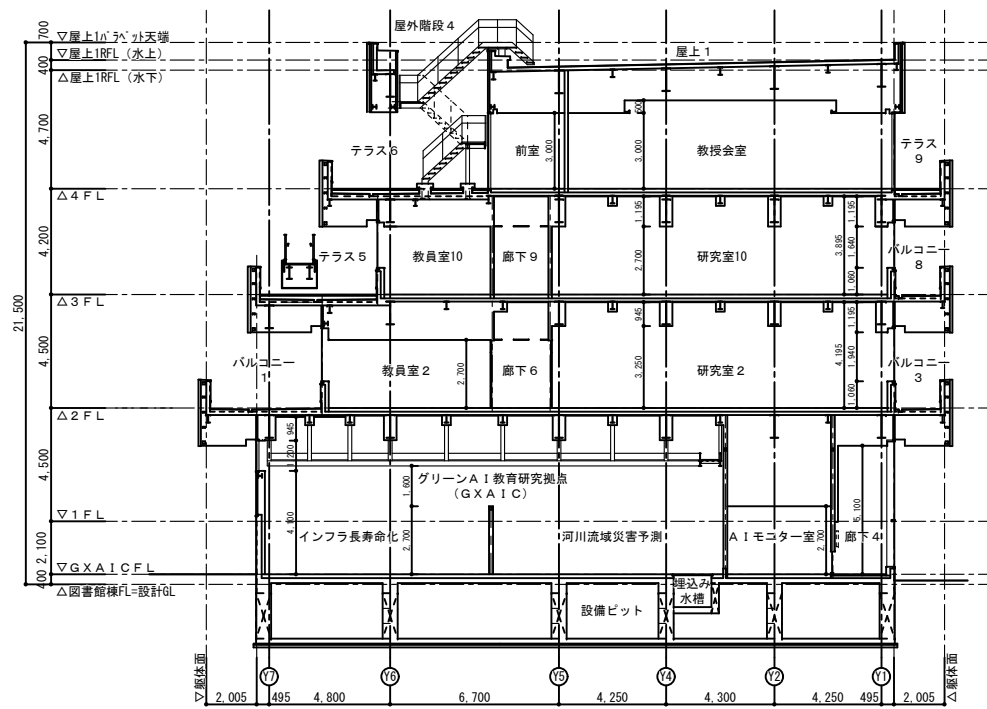 屋外階段4
▽屋上1パラペット天端
▽屋上1RFL（水上）
△屋上1RFL（水下）
屋上1
700
400
4,700
4,200
4,500
4,500
2,100
400
21,500
テラス6
前室
3,000
600
3,000
教授会室
テラス
9
△4FL
テラス5
教員室10
廊下9
1,195
2,700
研究室10
3,895
1,195
1,640
1,060
バルコニー
8
△3FL
バルコニー
1
教員室2
2,700
廊下6
945
3,250
研究室2
4,195
1,195
1,940
1,060
バルコニー
3
△2FL
945
1,200
4,100
グリーンAI教育研究拠点
（GXAIC）
1,600
2,700
▽1FL
インフラ長寿命化
河川流域災害予測
AIモニター室
2,700
5,100
廊下4
▽GXAICFL
△図書館棟FL=設計GL
埋込み
水槽
設備ピット
▽躯体面
Y7
Y6
Y5
Y4
Y2
Y1
△躯体面
2,005
495
4,800
6,700
4,250
4,300
4,250
495
2,005